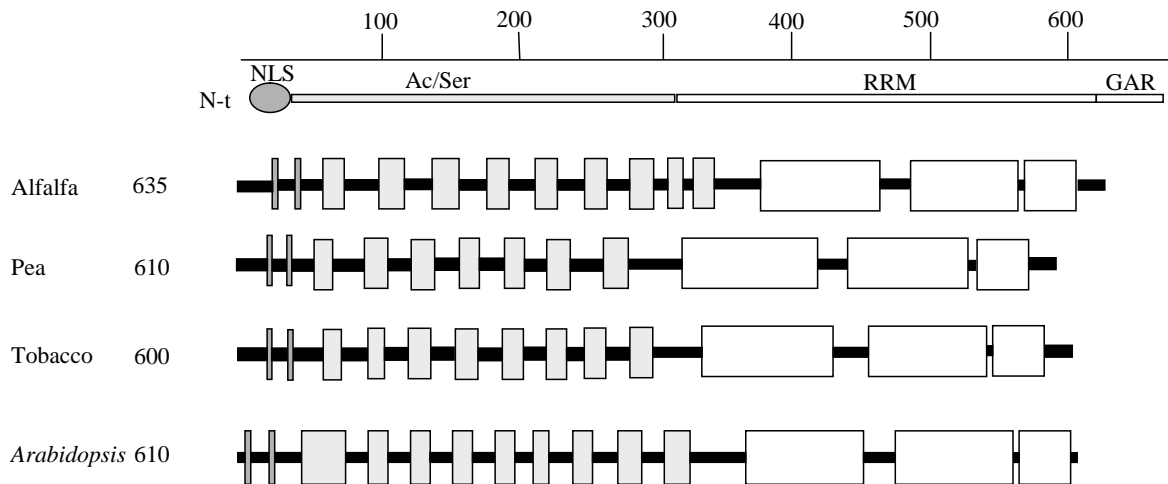 100 200 300 400 500 600
NLS Ac/Ser RRM GAR
N-t
Alfalfa 635
Pea 610
Tobacco 600
Arabidopsis 610